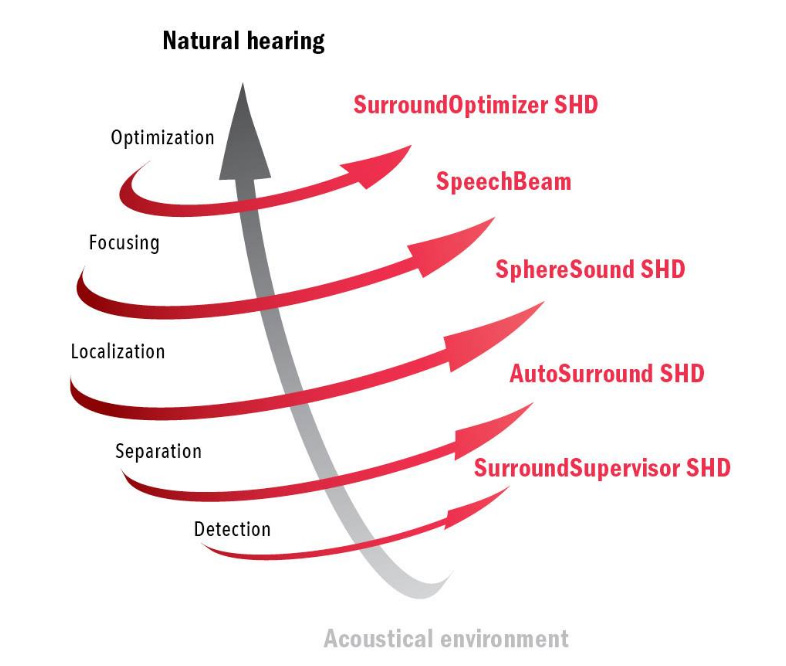 Natural hearing
SurroundOptimizer SHD
Optimization
SpeechBeam
Focusing
SphereSound SHD
Localization
AutoSurround SHD
Separation
SurroundSupervisor SHD
Detection
Acoustical environment